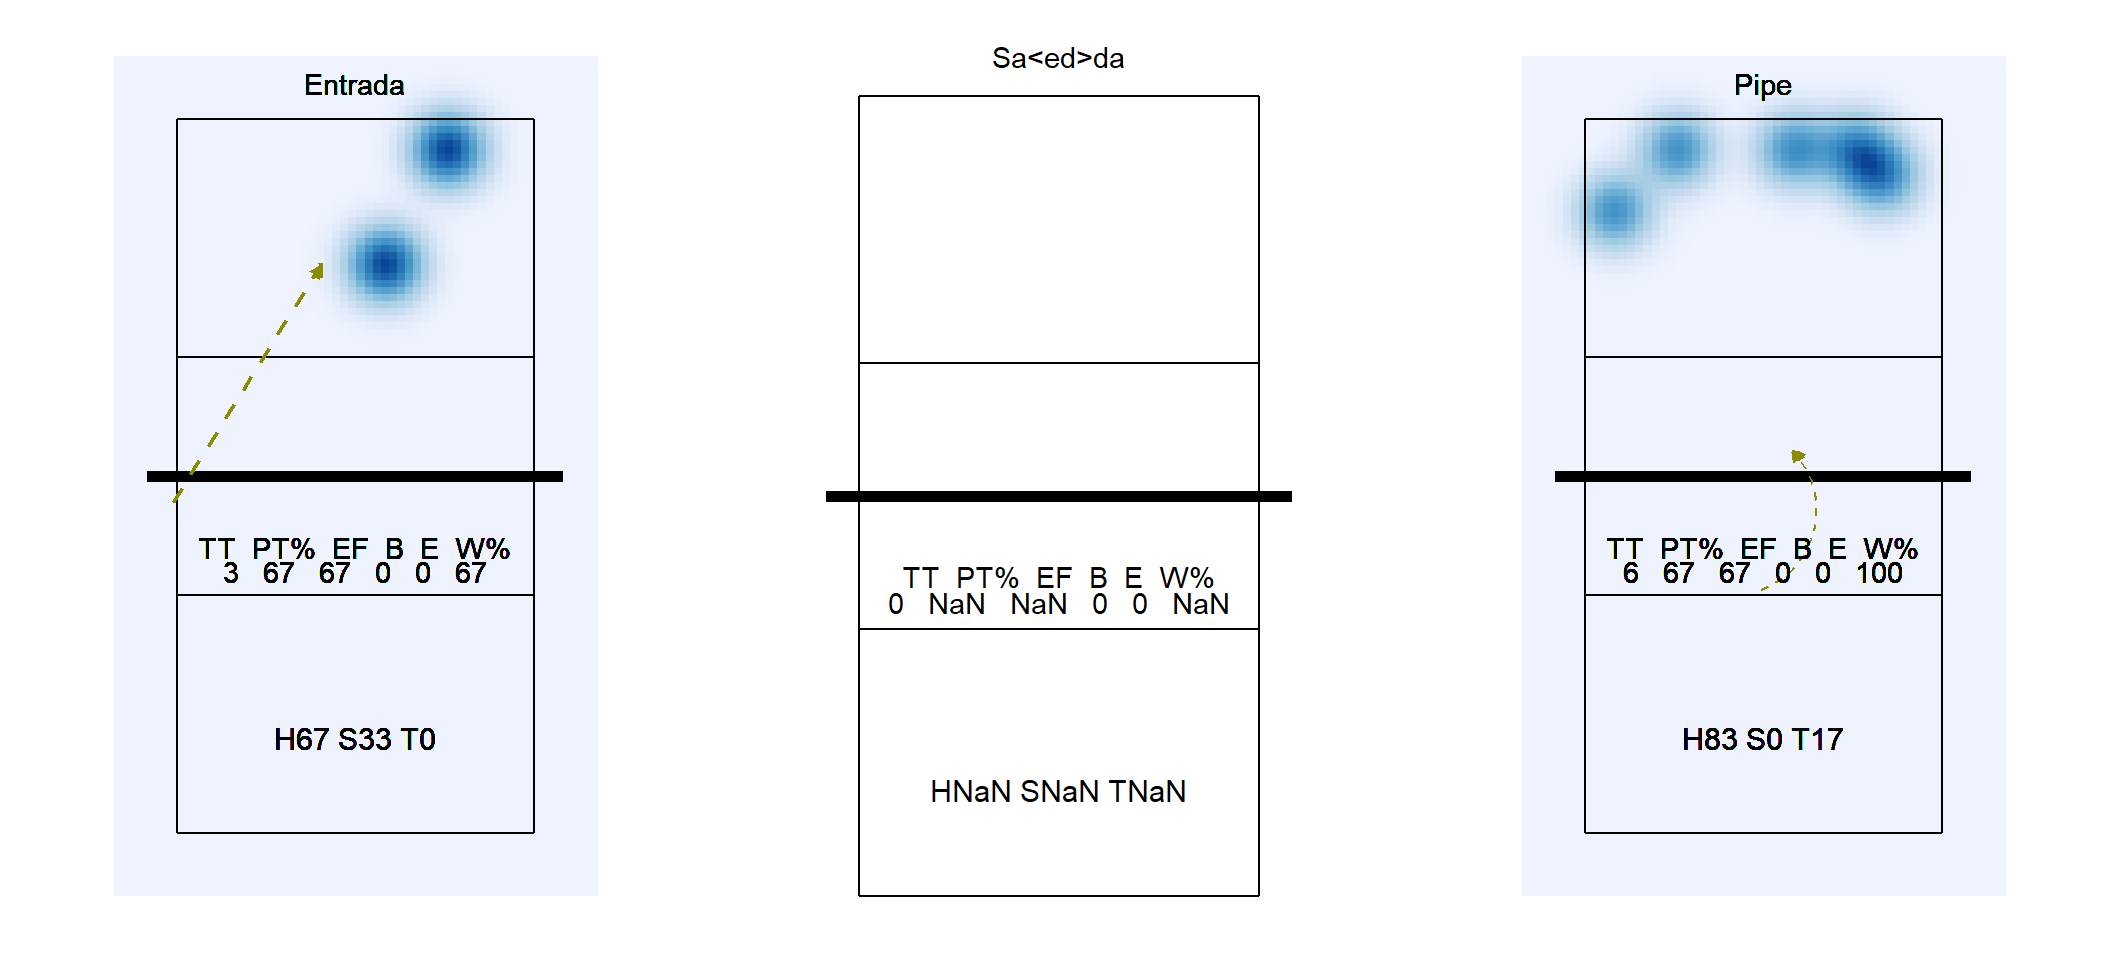 Entrada
TT PT% EF B E W%
3 67 67 0 0 67
H67 S33 T0
Sa<ed>da
TT PT% EF B E W%
0 NaN NaN 0 0 NaN
HNaN SNaN TNaN
Pipe
TT PT% EF B E W%
6 67 67 0 0 100
H83 S0 T17